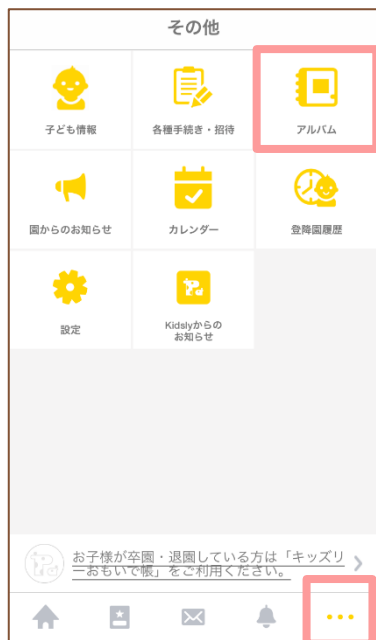 その他
子ども情報
各種手続き・招待
アルバム
園からのお知らせ
カレンダー
登降園履歴
設定
Kidslyからの
お知らせ
お子様が卒園・退園している方は「キッズリ
ーおもいで帳」をご利用ください。